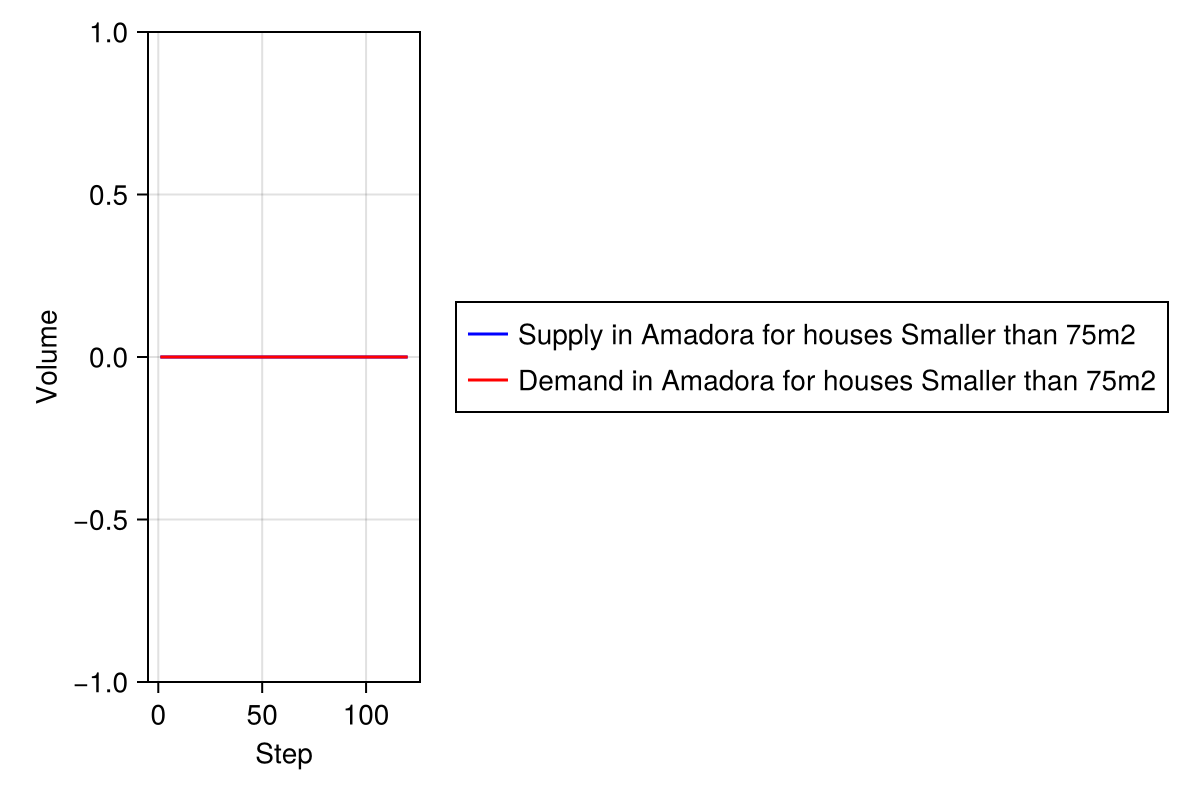 1.0
0.5
0.0
−0.5
−1.0
Volume
0 50 100
Step
Supply in Amadora for houses Smaller than 75m2
Demand in Amadora for houses Smaller than 75m2